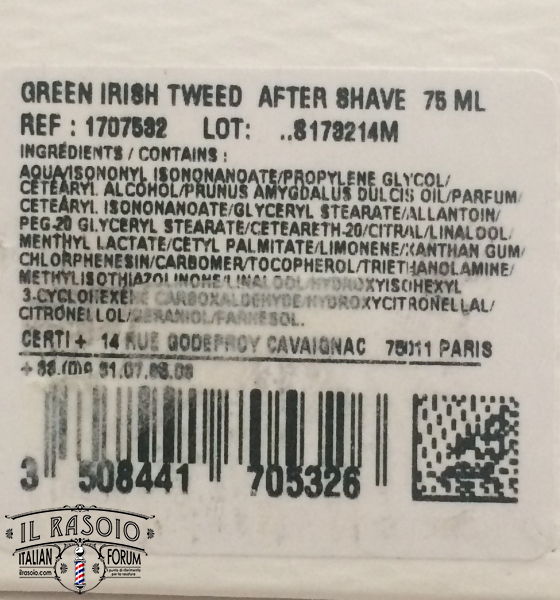 GREEN IRISH TWEED AFTER SHAVE 75 ML
REF : 1707532 LOT: ..8173214M
INGRÉDIENTS / CONTAINS :
AQUA/ISONONYL ISONONANOATE/PROPYLENE GLYCOL/
CETEARYL ALCOHOL/PRUNUS AMYGDALUS DULCIS OIL/PARFUM/
CETEARYL ISONONANOATE/GLYCERYL STEARATE/ALLANTOIN/
PEG-20 GLYCERYL STEARATE/CETEARETH-20/CITRAL/LINALOOL/
MENTHYL LACTATE/CETYL PALMITATE/LIMONENE/XANTHAN GUM/
CHLORPHENESIN/CARBOMER/TOCOPHEROL/TRIETHANOLAMINE/
METHYLISOTHIAZOLINONE/LINALOOL/HYDROXYISOHEXYL
3-CYCLOHEXENE CARBOXALDEHYDE/HYDROXYCITRONELLAL/
CITRONELLOL/GERANIOL/FARNESOL.
CERTI + 14 RUE GODEFROY CAVAIGNAC 75011 PARIS
3 508441 705326
IL RASOIO
ITALIAN FORUM
ilrasoio.com